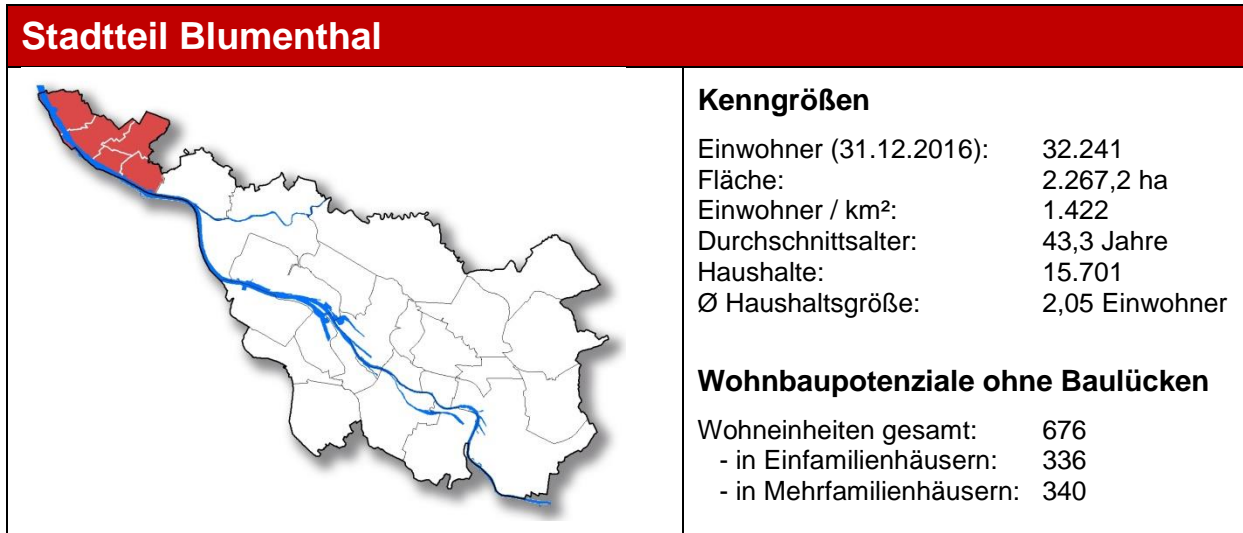 Stadtteil Blumenthal
Kenngrößen
Einwohner (31.12.2016): 32.241
Fläche: 2.267,2 ha
Einwohner / km²: 1.422
Durchschnittsalter: 43,3 Jahre
Haushalte: 15.701
Ø Haushaltsgröße: 2,05 Einwohner
Wohnbaupotenziale ohne Baulücken
Wohneinheiten gesamt: 676
- in Einfamilienhäusern: 336
- in Mehrfamilienhäusern: 340